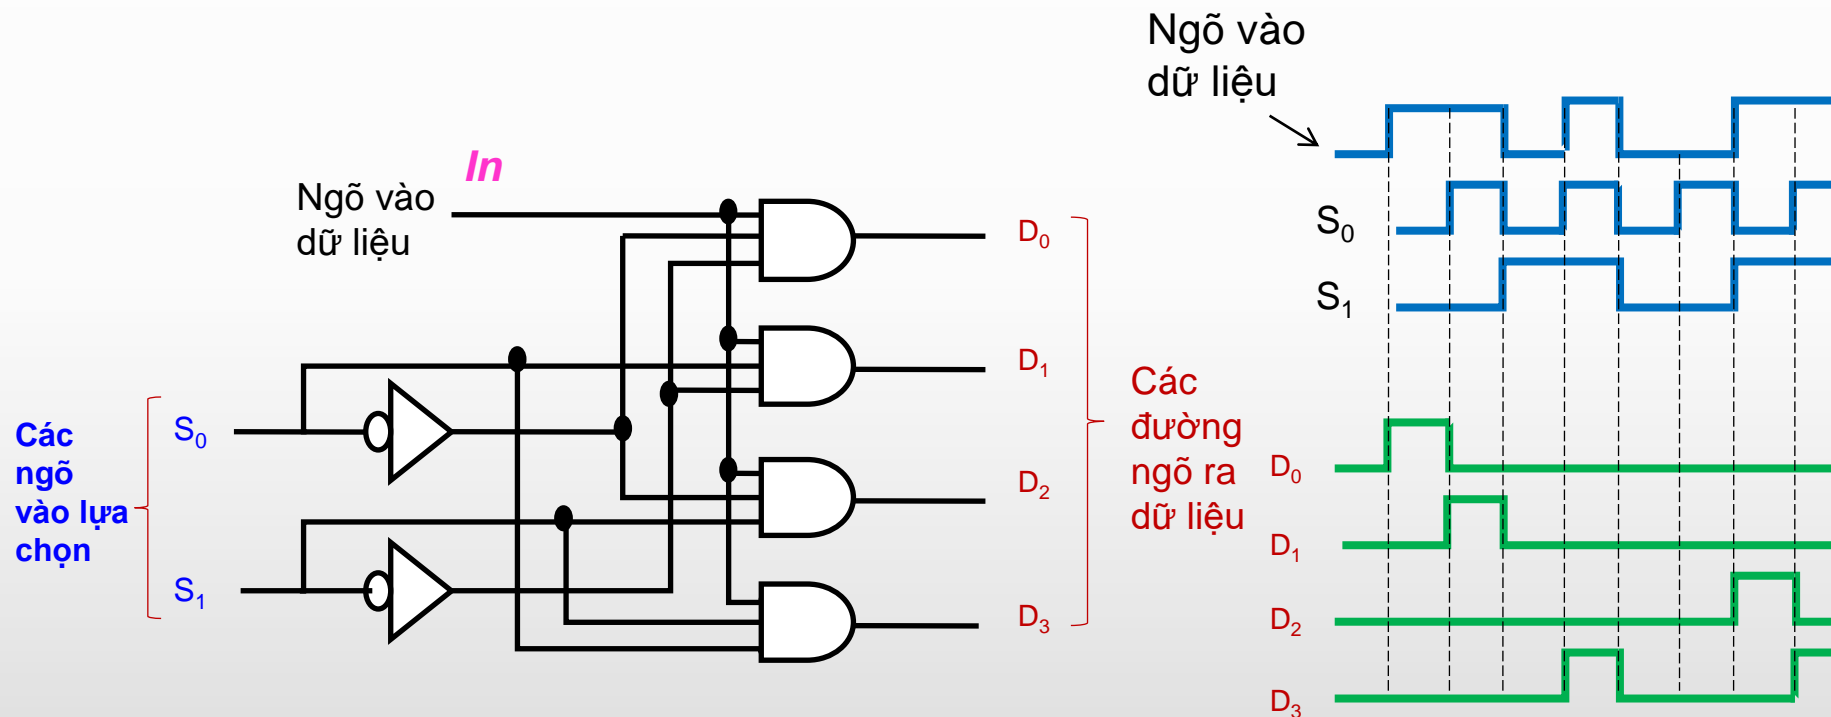 Ngõ vào
dữ liệu
In
Ngõ vào
dữ liệu
Các
ngõ
vào lựa
chọn
S0
S1
D0
D1
D2
D3
Các
đường
ngõ ra
dữ liệu
S0
S1
D0
D1
D2
D3